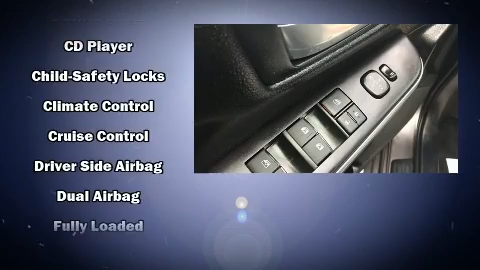 CD Player
Child-Safety Locks
Climate Control
Cruise Control
Driver Side Airbag
Dual Airbag
Fully Loaded